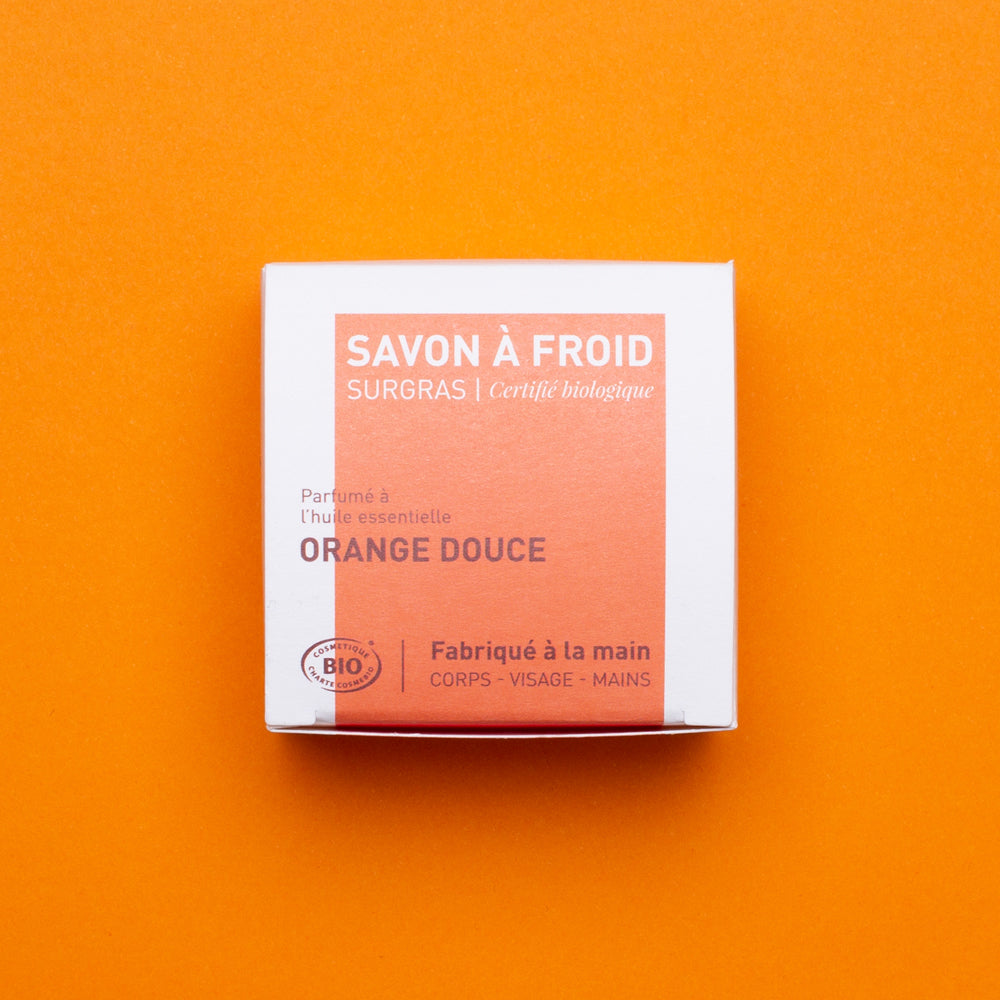 SAVON À FROID
SURGRAS | Certifié biologique
Parfumé à
l'huile essentielle
ORANGE DOUCE
COSMETIQUE
BIO
CHARTE COSMEBIO
Fabriqué à la main
CORPS - VISAGE - MAINS